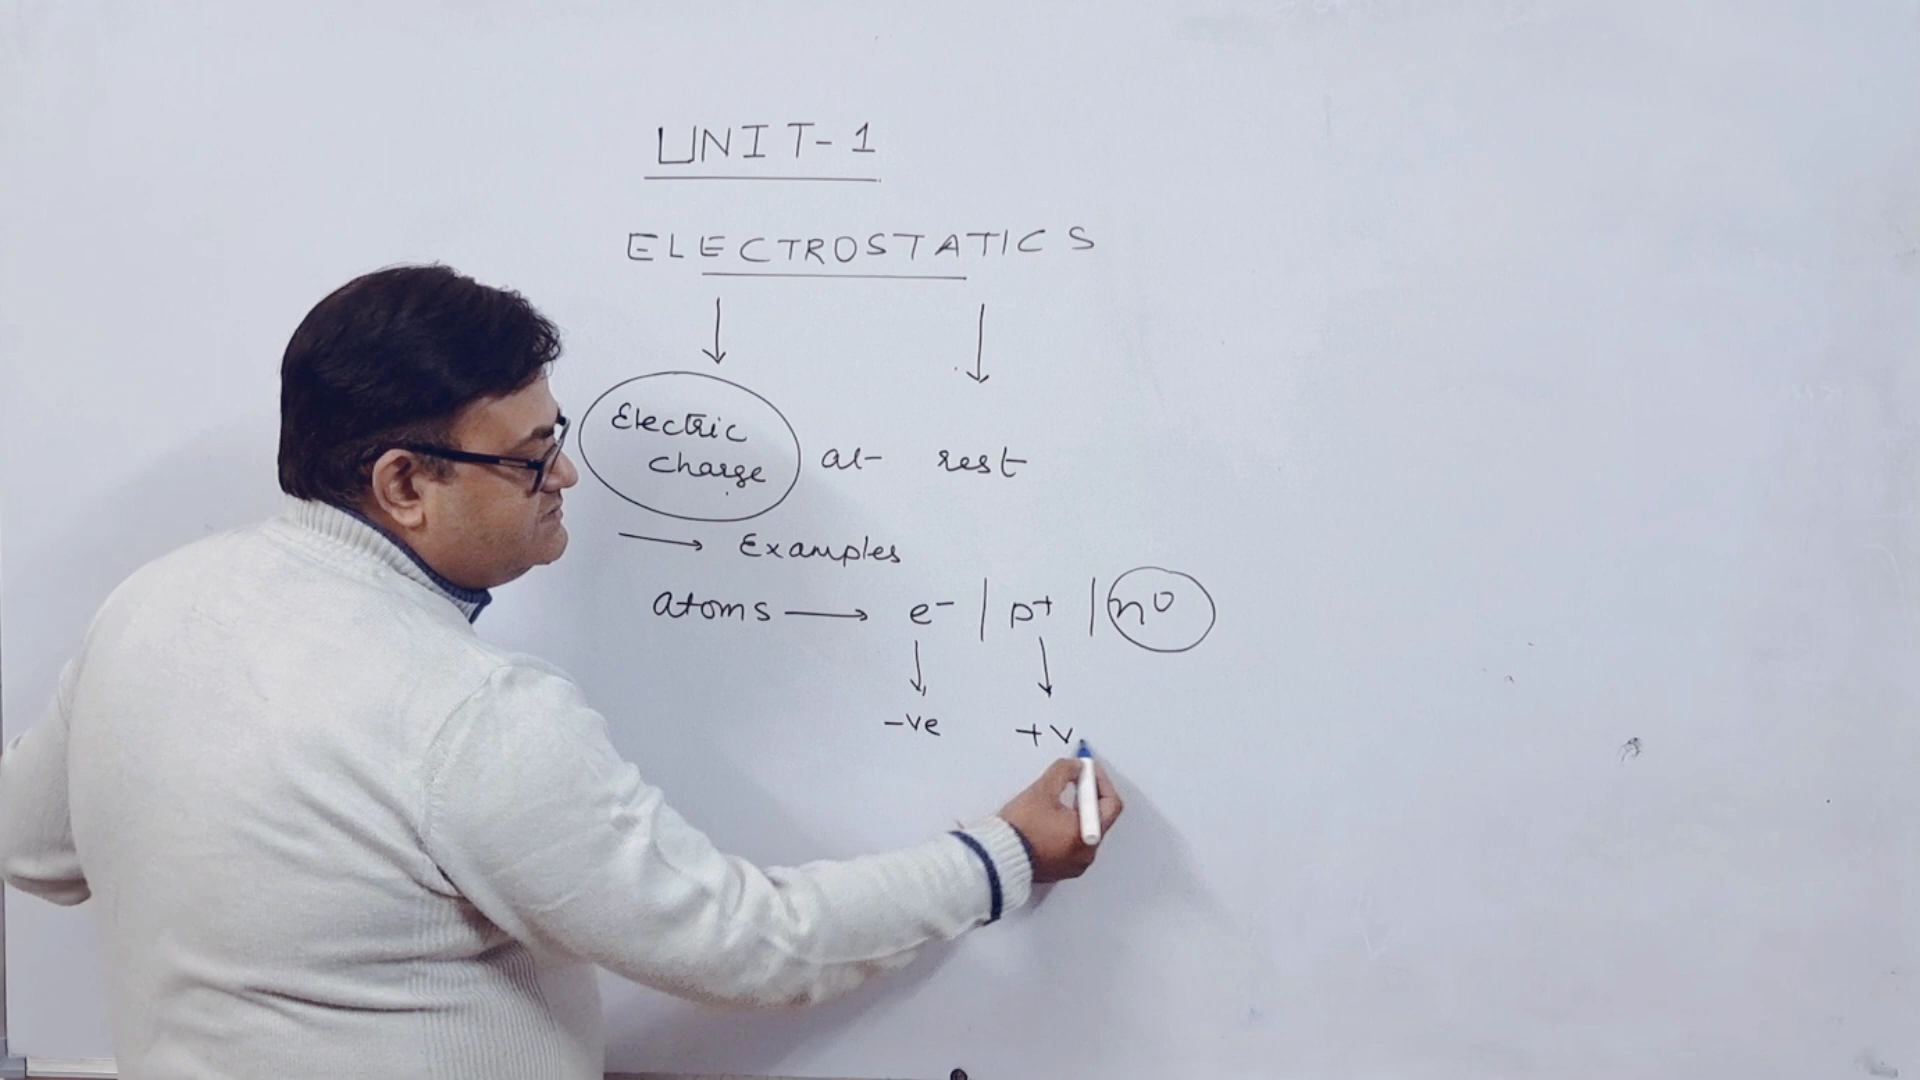 UNIT-1
ELECTROSTATICS
Electric
charge at rest
→ Examples
atoms → e⁻ | p⁺ | n⁰
-ve +v